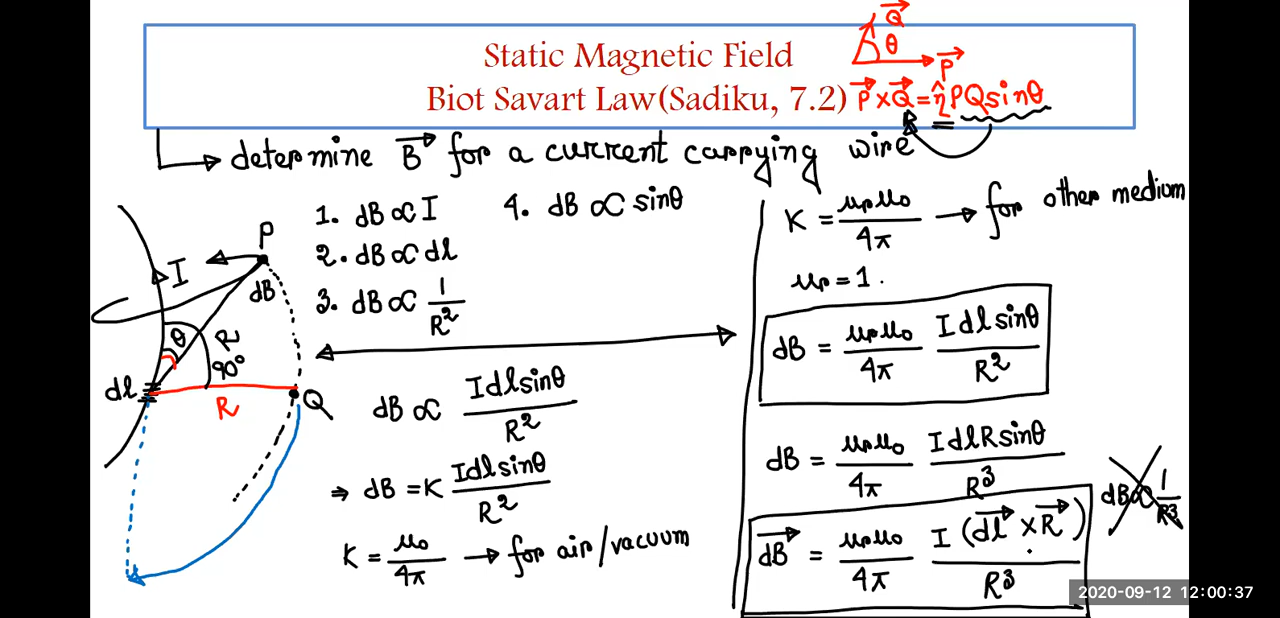 Static Magnetic Field
Biot Savart Law(Sadiku, 7.2)
Q⃗
θ
P⃗
P⃗ × Q⃗ = n̂ PQ sinθ
determine B⃗ for a current carrying wire
1. dB ∝ I
2. dB ∝ dl
3. dB ∝ 1/R²
4. dB ∝ sinθ
P
I
dB
θ
R
90°
dl
R
Q
dB ∝ Idlsinθ/R²
⇒ dB = K Idlsinθ/R²
K = μ₀/4π → for air/vacuum
K = μᵣμ₀/4π → for other medium
μᵣ = 1.
dB = μᵣμ₀/4π Idlsinθ/R²
dB = μᵣμ₀/4π IdlRsinθ/R³
dB ∝ 1/R³
dB⃗ = μᵣμ₀/4π I (dl⃗ × R⃗)/R³
2020-09-12 12:00:37